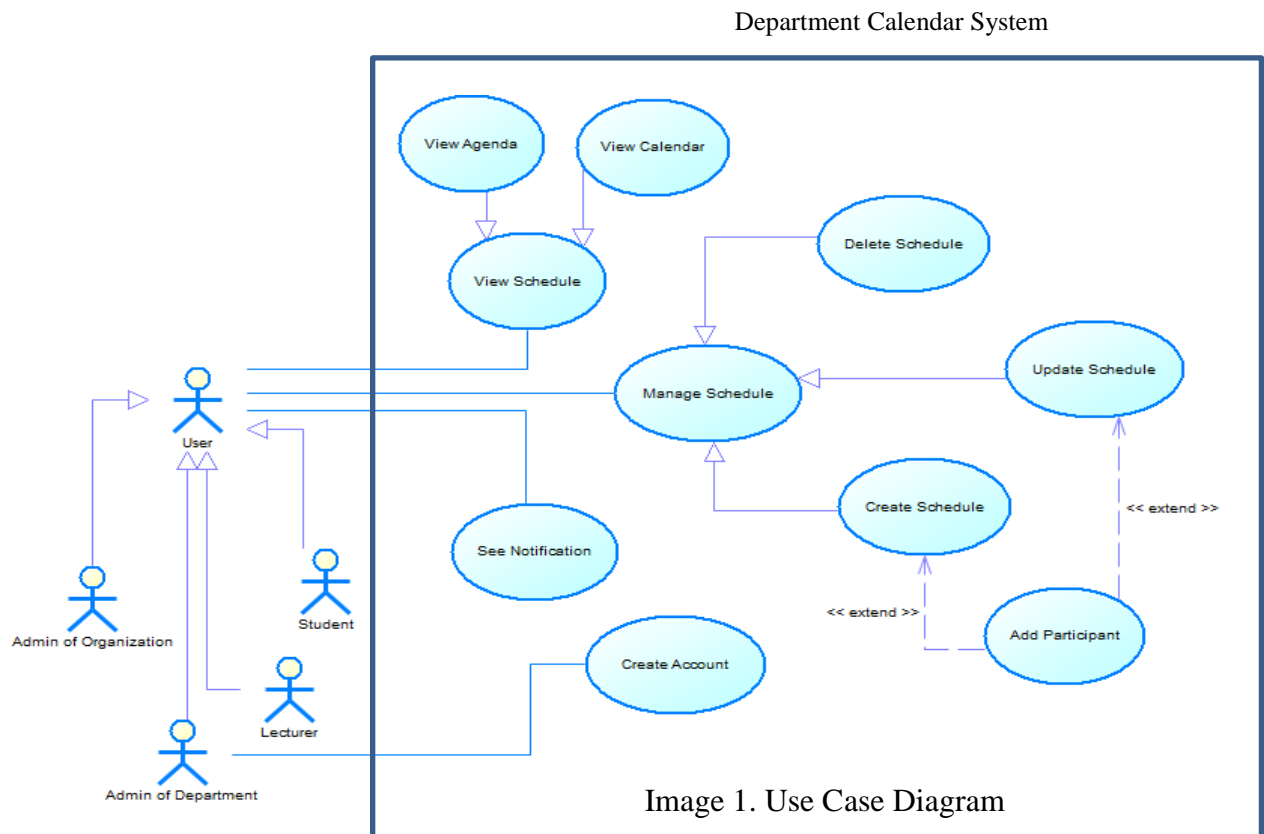 Department Calendar System
View Agenda
View Calendar
Delete Schedule
View Schedule
Update Schedule
Manage Schedule
User
Create Schedule
<< extend >>
See Notification
<< extend >>
Student
Admin of Organization
Add Participant
Create Account
Lecturer
Admin of Department
Image 1. Use Case Diagram